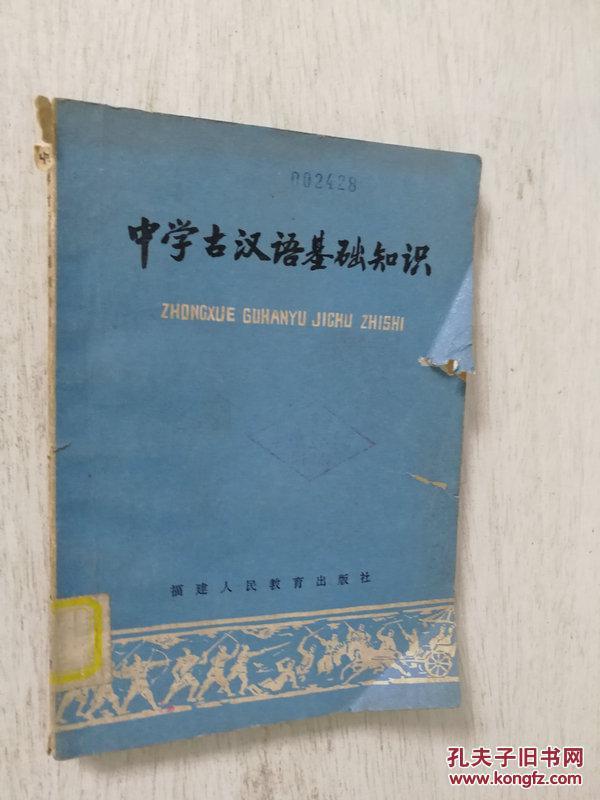 002428
中学古汉语基础知识
ZHONGXUE GUHANYU JICHU ZHISHI
福建人民教育出版社
中
孔夫子旧书网
www.kongfz.com